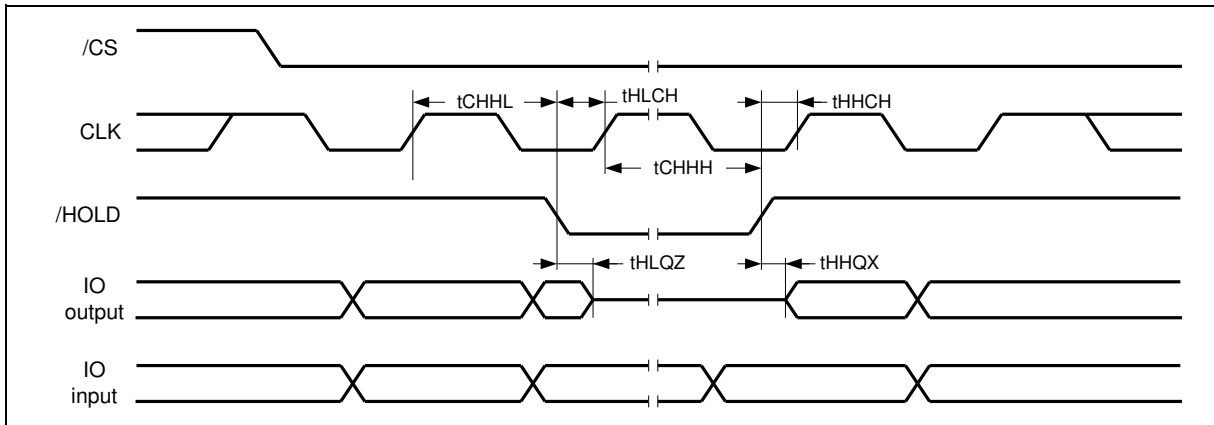 /CS
tCHHL
tHLCH
tHHCH
CLK
tCHHH
/HOLD
tHLQZ
tHHQX
IO
output
IO
input